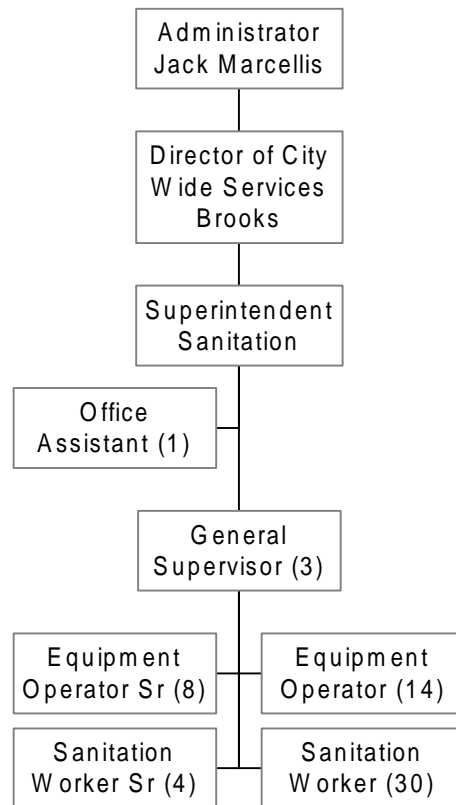 Administrator
Jack Marcellis
Director of City
Wide Services
Brooks
Superintendent
Sanitation
Office
Assistant (1)
General
Supervisor (3)
Equipment
Operator Sr (8)
Equipment
Operator (14)
Sanitation
Worker Sr (4)
Sanitation
Worker (30)